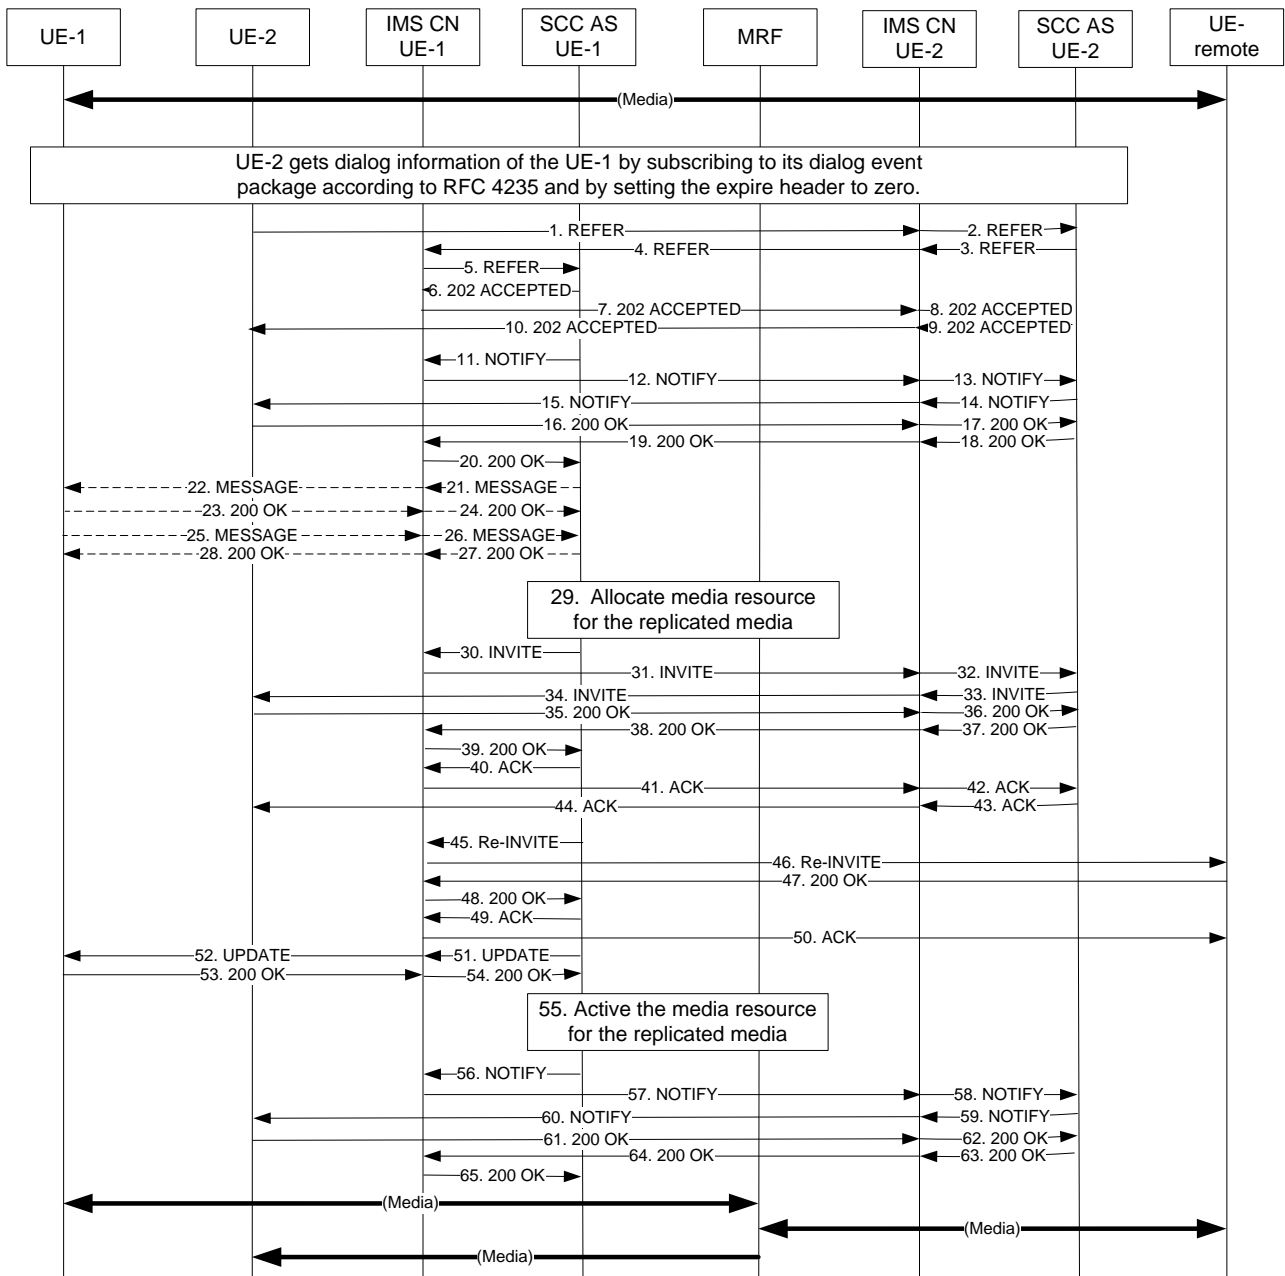 UE-1
UE-2
IMS CN
UE-1
SCC AS
UE-1
MRF
IMS CN
UE-2
SCC AS
UE-2
UE-
remote
(Media)
UE-2 gets dialog information of the UE-1 by subscribing to its dialog event
package according to RFC 4235 and by setting the expire header to zero.
1. REFER
2. REFER
4. REFER
3. REFER
5. REFER
6. 202 ACCEPTED
7. 202 ACCEPTED
8. 202 ACCEPTED
10. 202 ACCEPTED
9. 202 ACCEPTED
11. NOTIFY
12. NOTIFY
13. NOTIFY
15. NOTIFY
14. NOTIFY
16. 200 OK
17. 200 OK
19. 200 OK
18. 200 OK
20. 200 OK
22. MESSAGE
21. MESSAGE
23. 200 OK
24. 200 OK
25. MESSAGE
26. MESSAGE
28. 200 OK
27. 200 OK
29. Allocate media resource
for the replicated media
30. INVITE
31. INVITE
32. INVITE
34. INVITE
33. INVITE
35. 200 OK
36. 200 OK
38. 200 OK
37. 200 OK
39. 200 OK
40. ACK
41. ACK
42. ACK
44. ACK
43. ACK
45. Re-INVITE
46. Re-INVITE
47. 200 OK
48. 200 OK
49. ACK
50. ACK
52. UPDATE
51. UPDATE
53. 200 OK
54. 200 OK
55. Active the media resource
for the replicated media
56. NOTIFY
57. NOTIFY
58. NOTIFY
60. NOTIFY
59. NOTIFY
61. 200 OK
62. 200 OK
64. 200 OK
63. 200 OK
65. 200 OK
(Media)
(Media)
(Media)